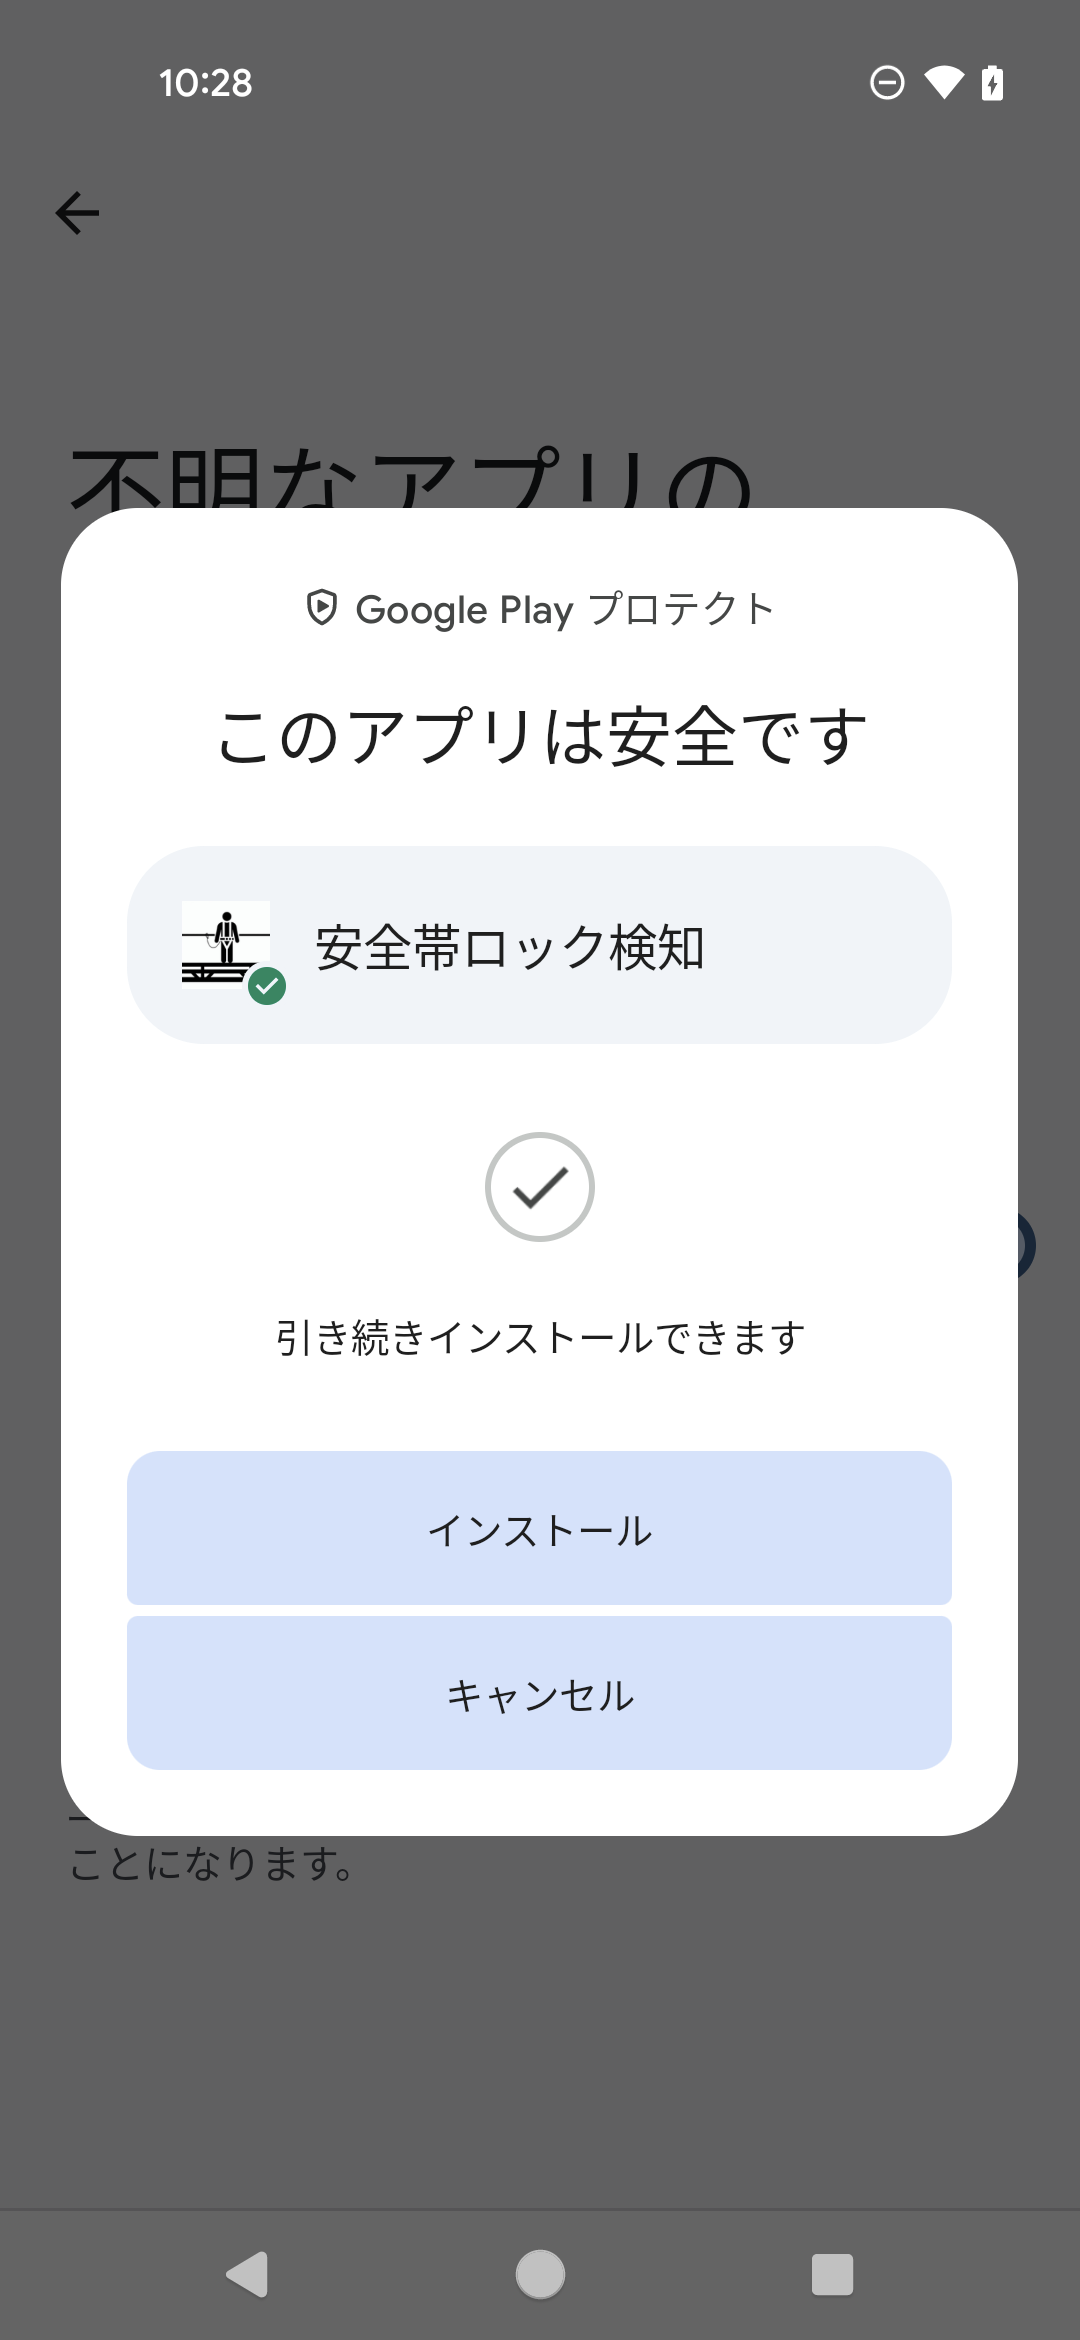 10:28
不明なアプリの
Google Play プロテクト
このアプリは安全です
安全帯ロック検知
引き続きインストールできます
インストール
キャンセル
ことになります。